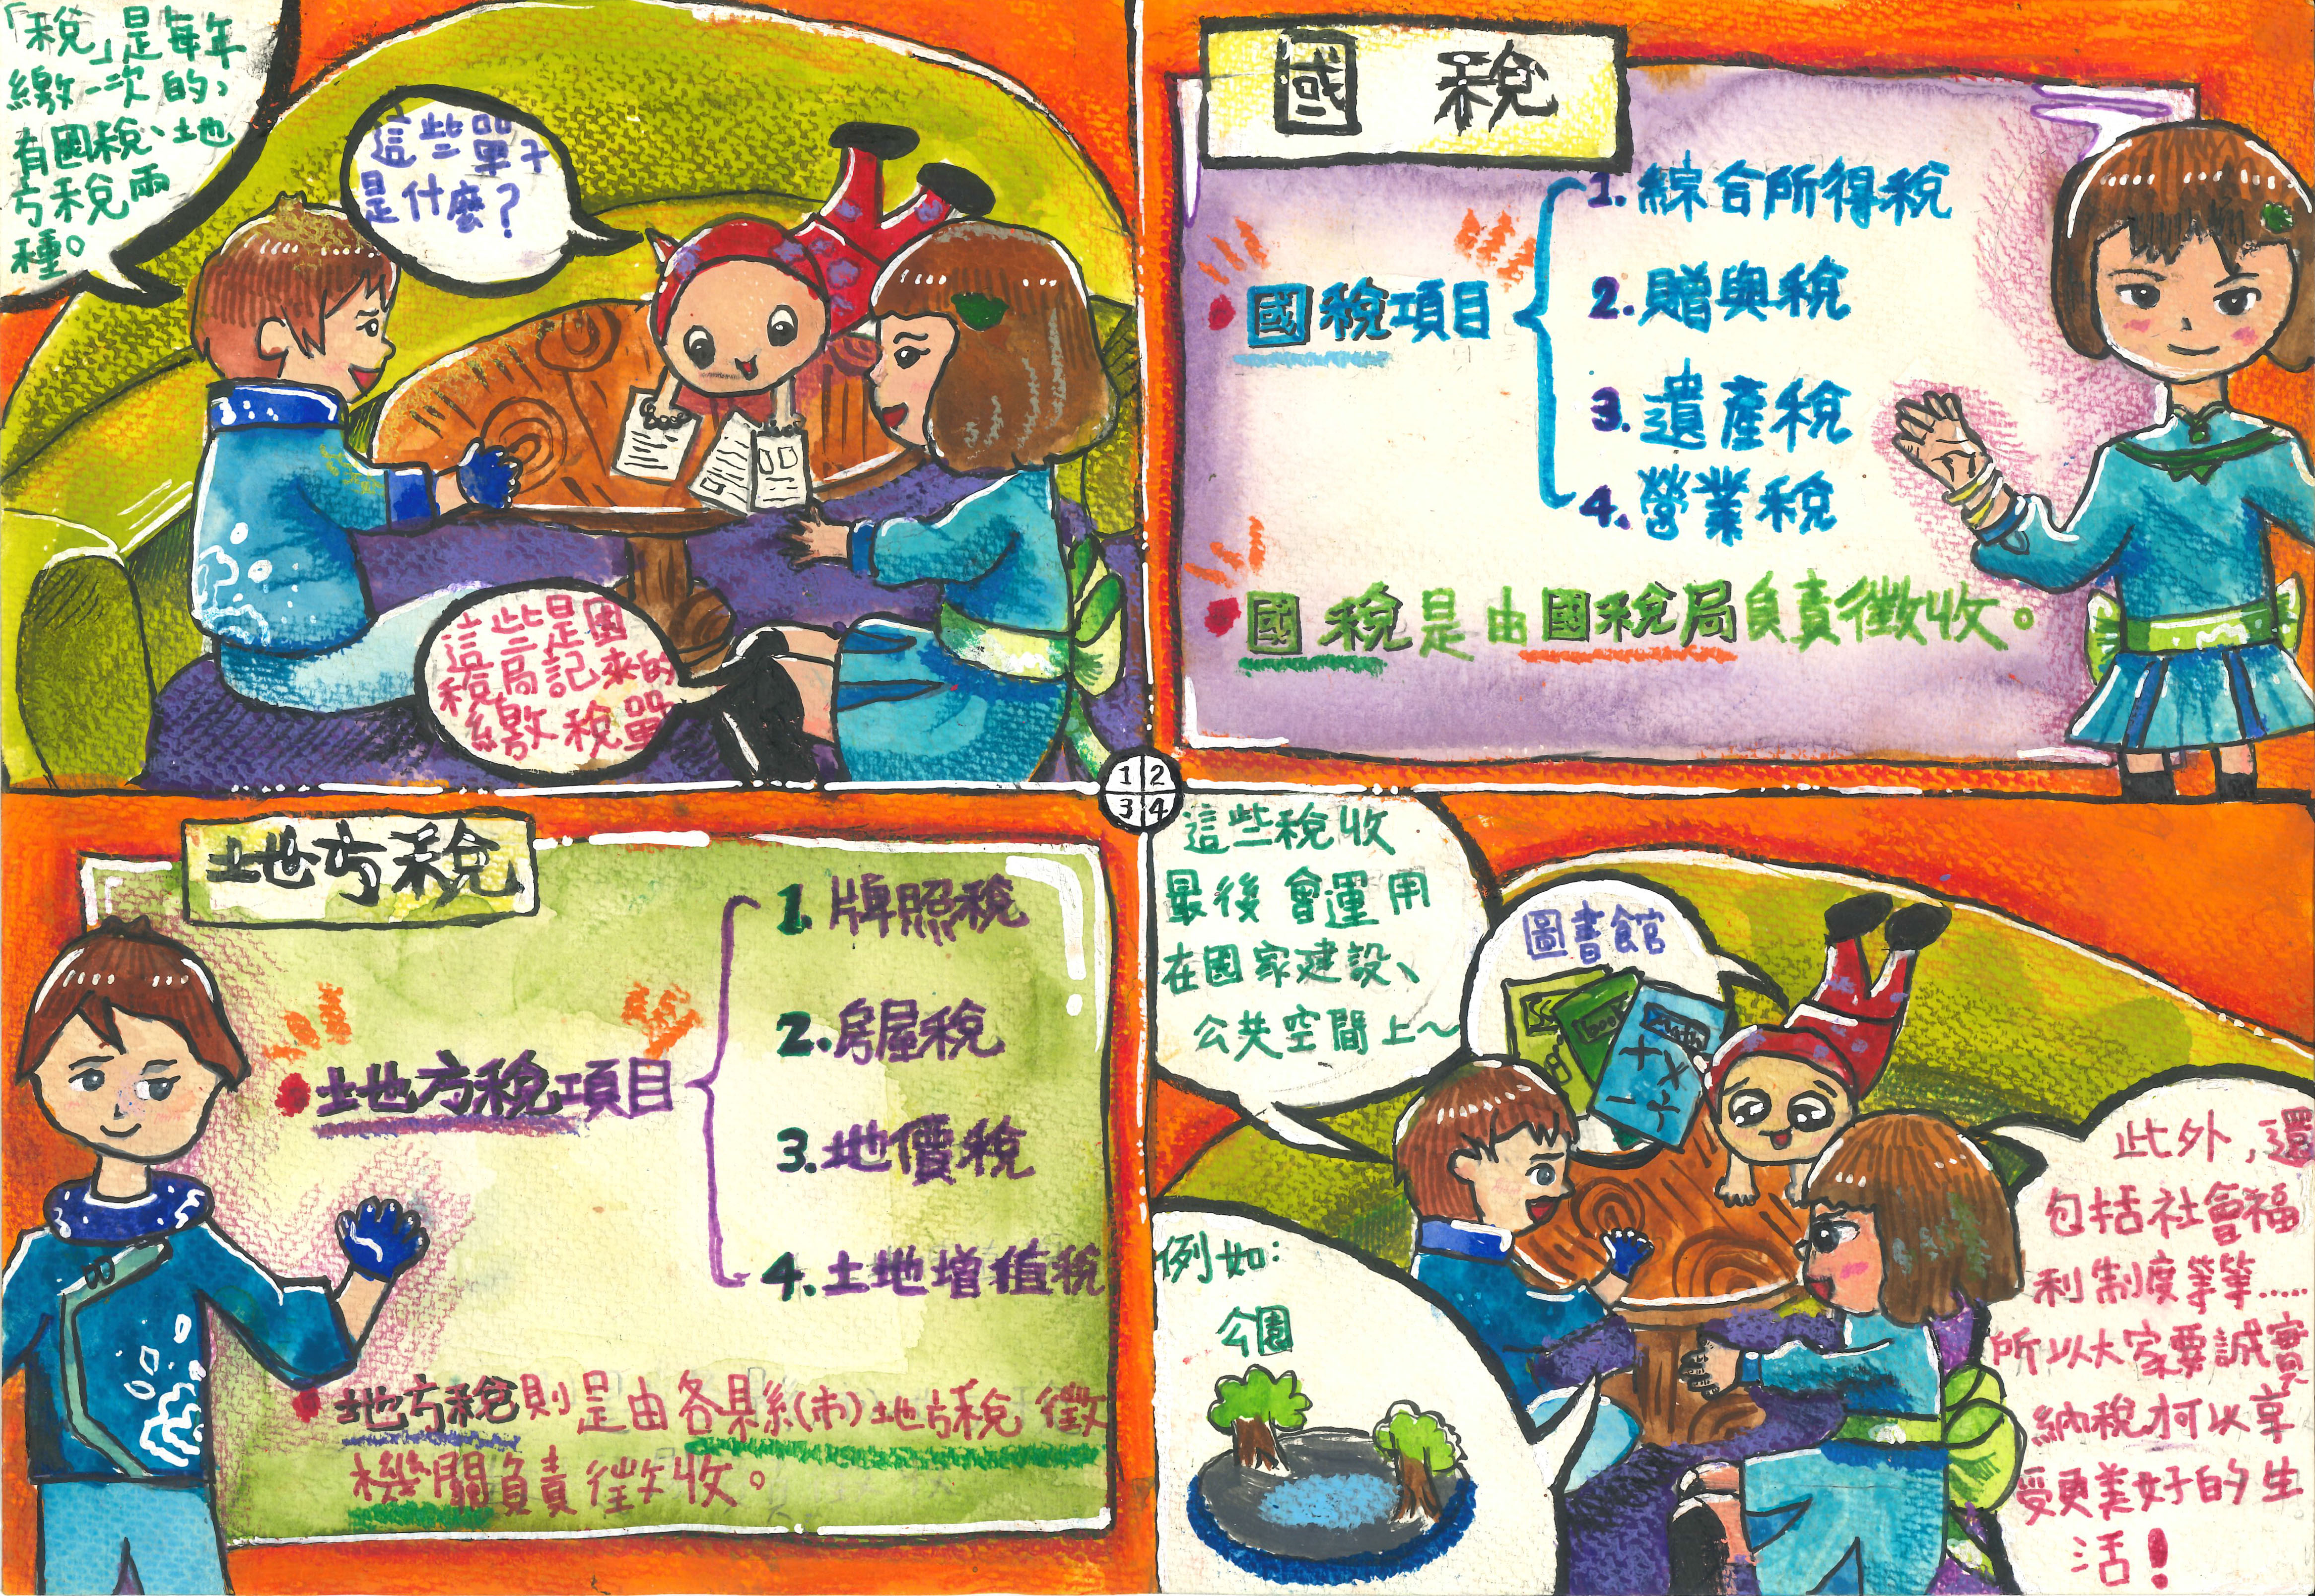 「稅」是每年
繳一次的,
有國稅、地
方稅兩
種。
這些單子
是什麼?
這些是國
稅局記來的
繳稅單
國稅
國稅項目
1. 綜合所得稅
2. 贈與稅
3. 遺產稅
4. 營業稅
國稅是由國稅局負責徵收。
1 2
3 4
地方稅
地方稅項目
1. 牌照稅
2. 房屋稅
3. 地價稅
4. 土地增值稅
地方稅則是由各縣(市)地方稅徵
機關負責徵收。
這些稅收
最後會運用
在國家建設、
公共空間上~
圖書館
例如:
公園
此外,還
包括社會福
利制度等等......
所以大家要誠實
納稅才可以享
受更美好的生
活!